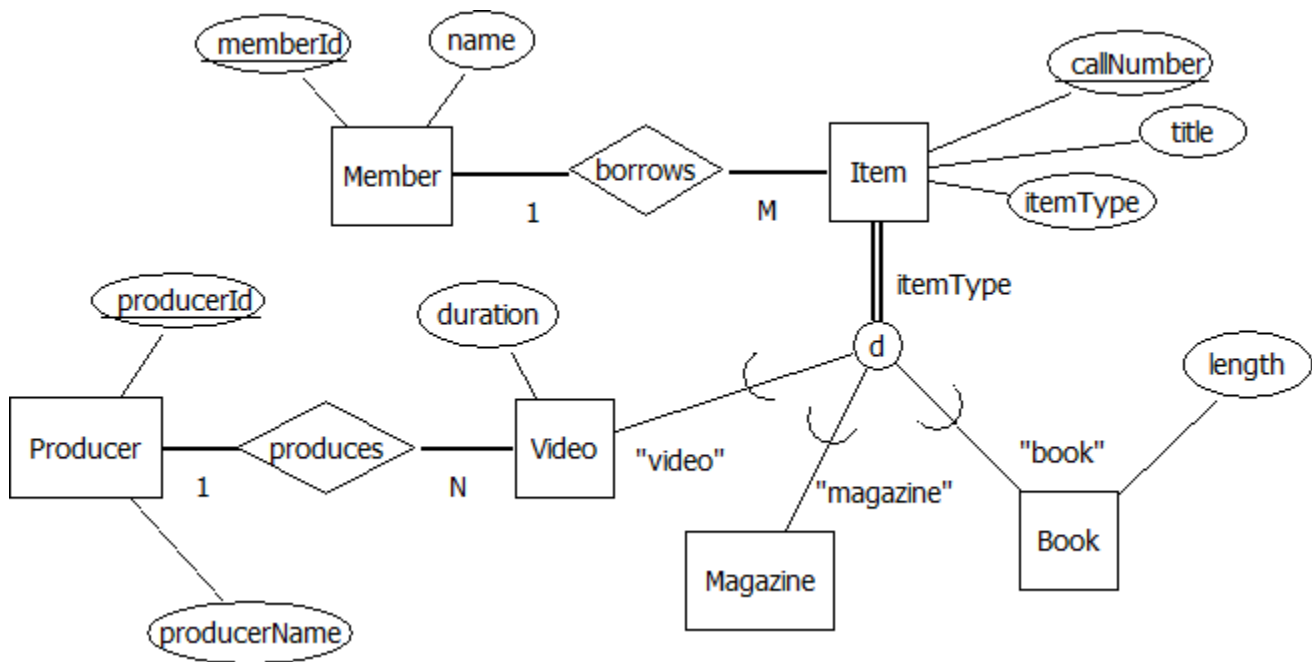 memberId
name
callNumber
title
itemType
Member
borrows
Item
1
M
producerId
duration
itemType
d
length
Producer
produces
Video
"video"
"book"
1
N
"magazine"
Magazine
Book
producerName